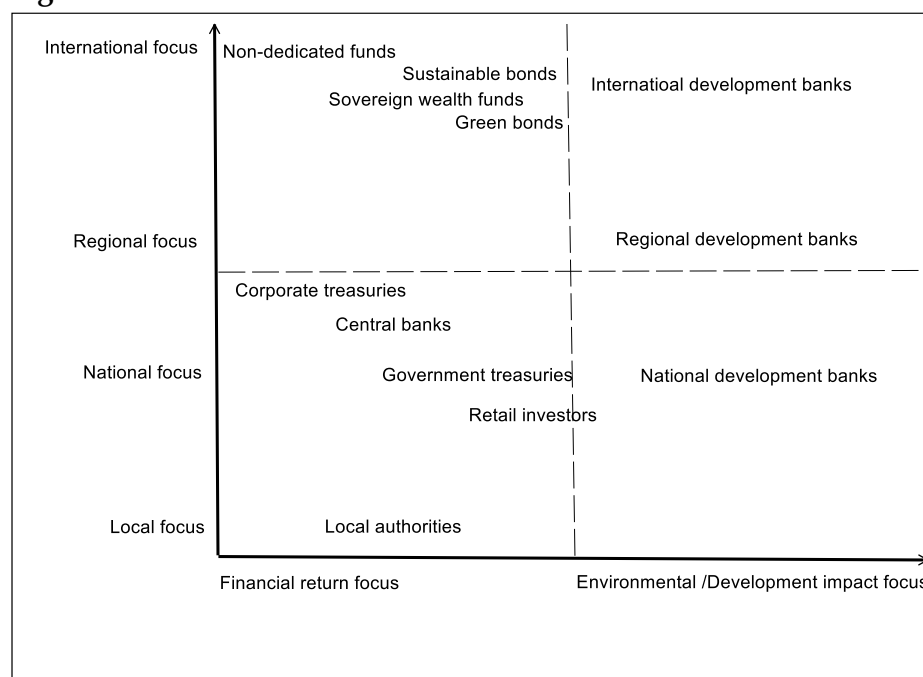 International focus
Non-dedicated funds
Sustainable bonds
Internatioal development banks
Sovereign wealth funds
Green bonds
Regional focus
Regional development banks
Corporate treasuries
Central banks
National focus
Government treasuries
National development banks
Retail investors
Local focus
Local authorities
Financial return focus
Environmental /Development impact focus